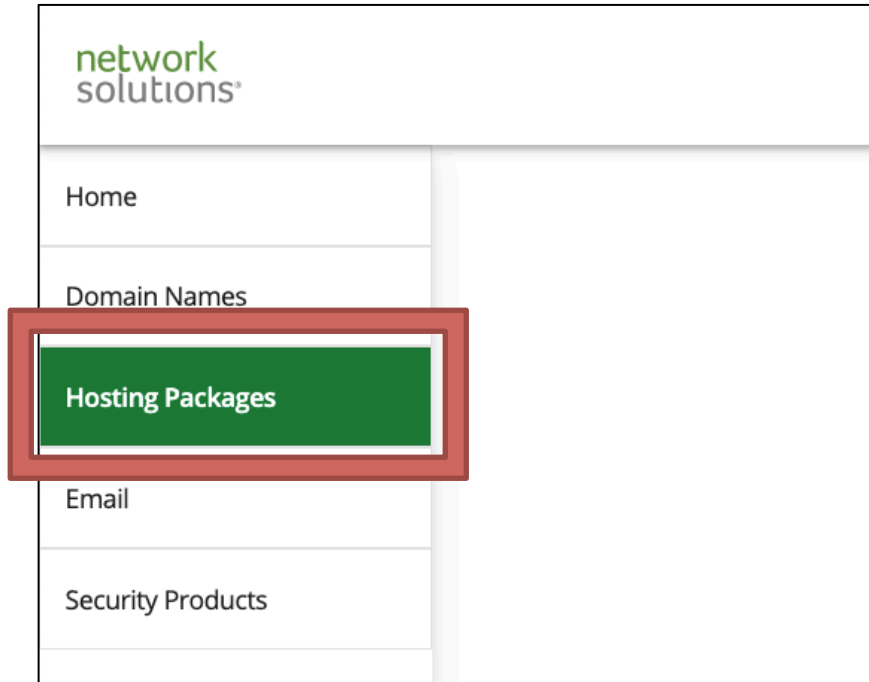 network
solutions®
Home
Domain Names
Hosting Packages
Email
Security Products